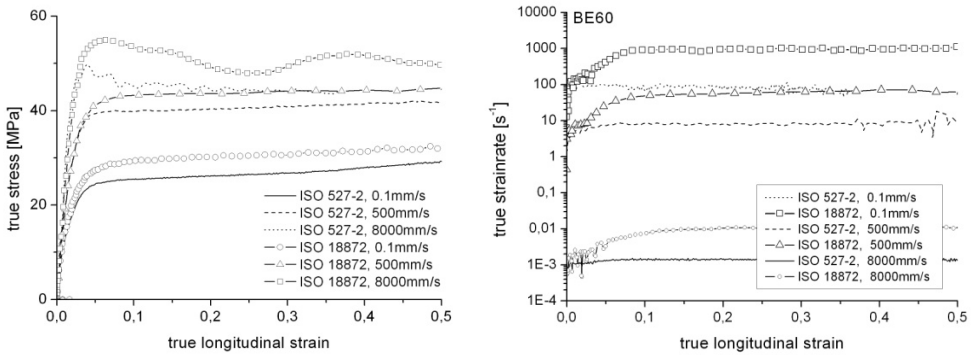 60
40
20
0
true stress [MPa]
0,0 0,1 0,2 0,3 0,4 0,5
true longitudinal strain
ISO 527-2, 0.1mm/s
ISO 527-2, 500mm/s
ISO 527-2, 8000mm/s
ISO 18872, 0.1mm/s
ISO 18872, 500mm/s
ISO 18872, 8000mm/s
BE60
10000
1000
100
10
1
0,1
0,01
1E-3
1E-4
true strainrate [s⁻¹]
0,0 0,1 0,2 0,3 0,4 0,5
true longitudinal strain
ISO 527-2, 0.1mm/s
ISO 18872, 0.1mm/s
ISO 527-2, 500mm/s
ISO 18872, 500mm/s
ISO 527-2, 8000mm/s
ISO 18872, 8000mm/s